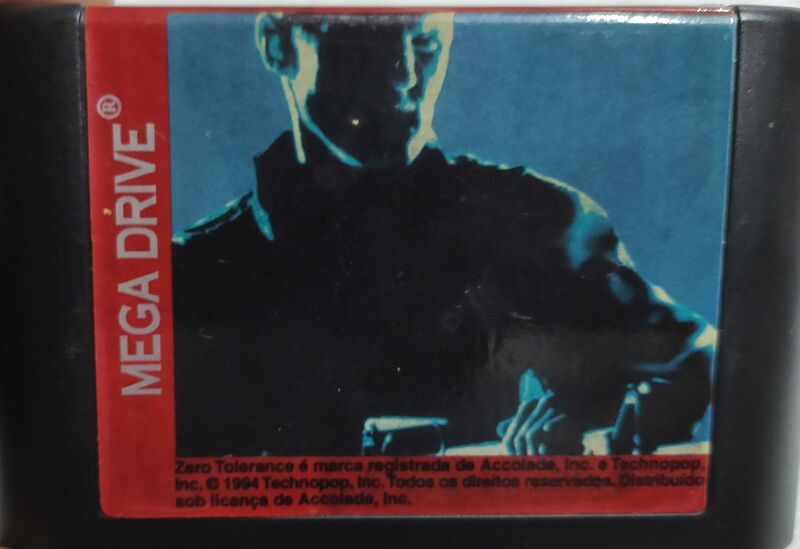 MEGA DRIVE®
Zero Tolerance é marca registrada de Accolade, Inc. e Technopop,
Inc. © 1994 Technopop, Inc. Todos os direitos reservados. Distribuido
sob licença de Accolade, Inc.